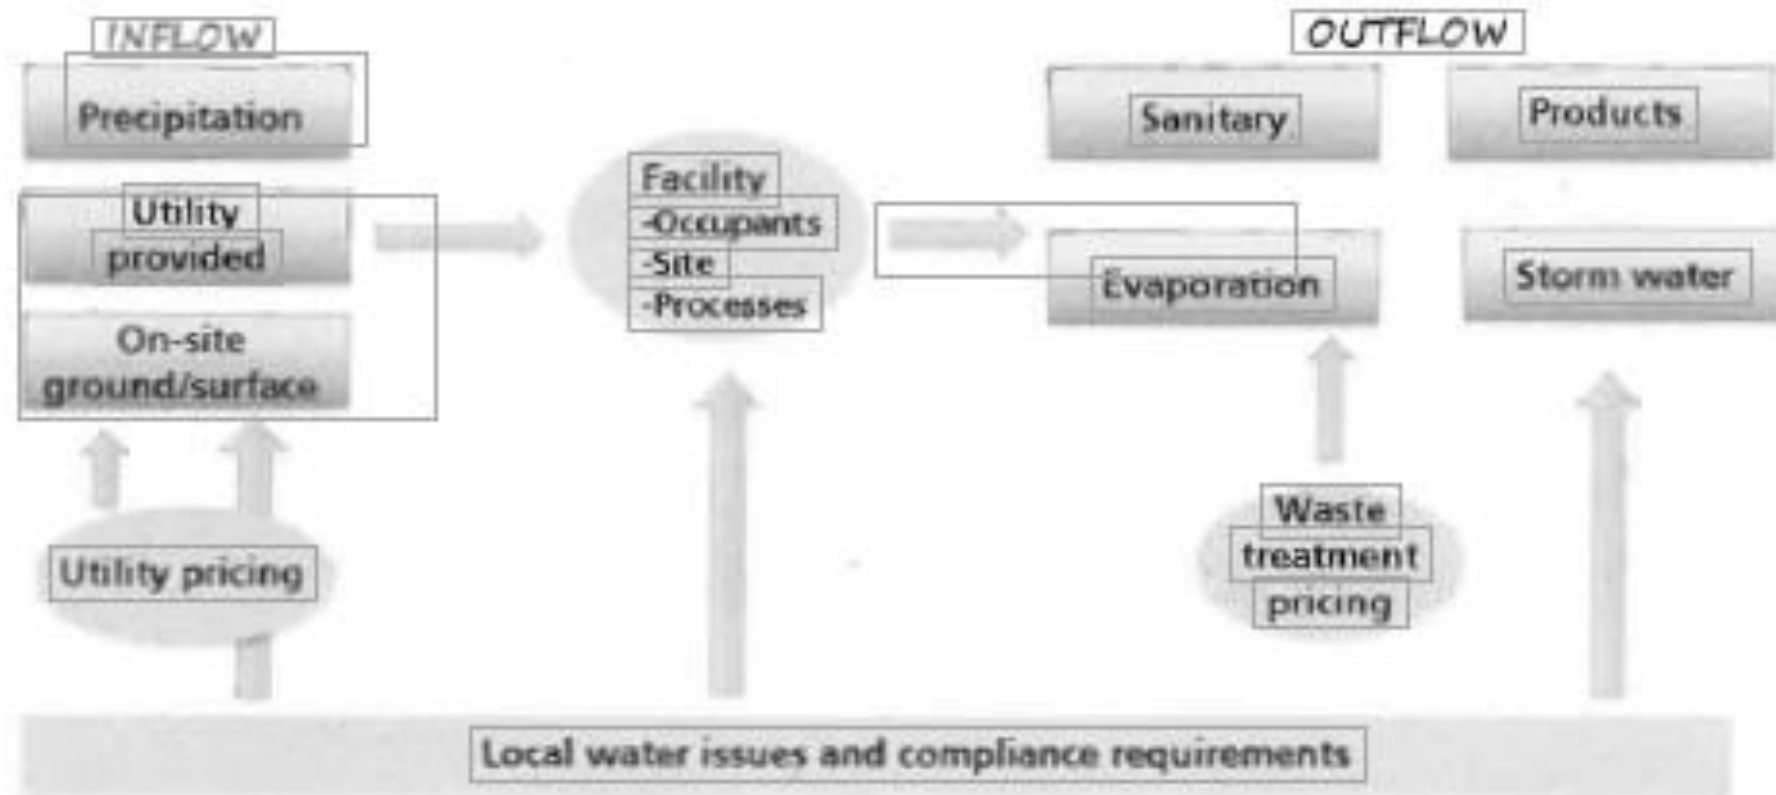 INFLOW
Precipitation
Utility
provided
On-site
ground/surface
Utility pricing
Facility
-Occupants
-Site
-Processes
OUTFLOW
Sanitary
Products
Evaporation
Storm water
Waste
treatment
pricing
Local water issues and compliance requirements